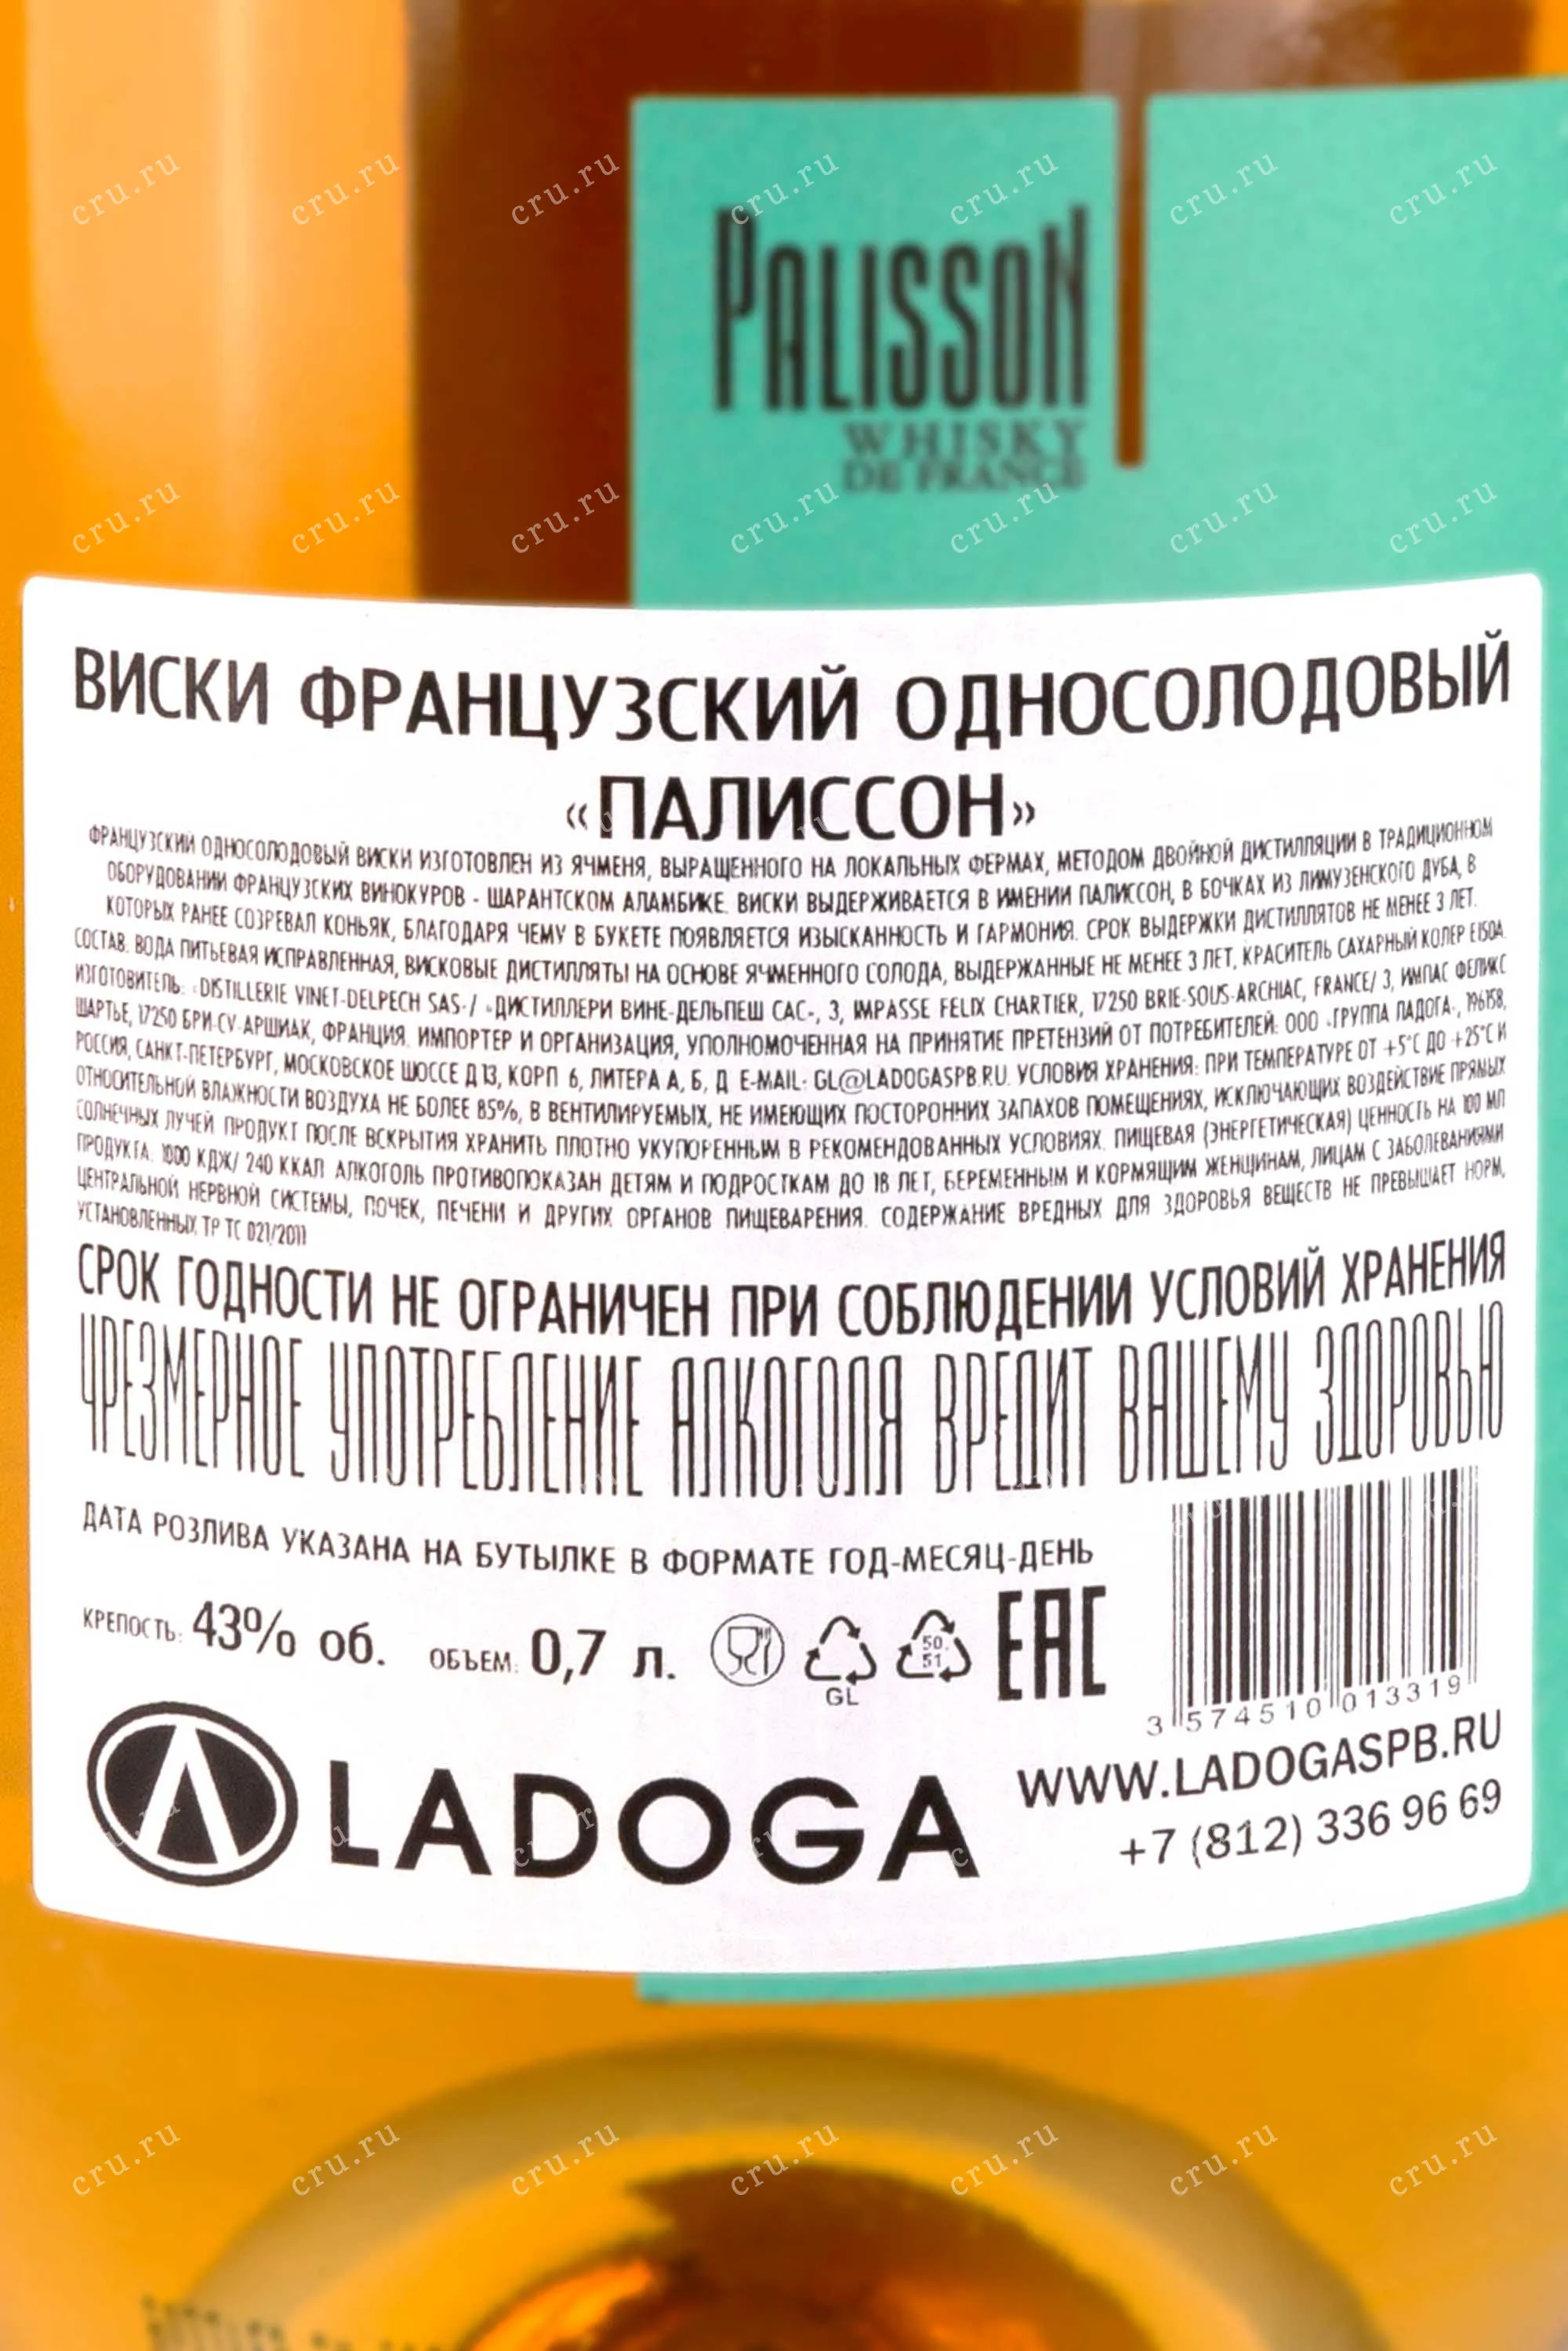 PALISSON
WHISKY
DE FRANCE
ВИСКИ ФРАНЦУЗСКИЙ ОДНОСОЛОДОВЫЙ
«ПАЛИССОН»
ФРАНЦУЗСКИЙ ОДНОСОЛОДОВЫЙ ВИСКИ ИЗГОТОВЛЕН ИЗ ЯЧМЕНЯ, ВЫРАЩЕННОГО НА ЛОКАЛЬНЫХ ФЕРМАХ, МЕТОДОМ ДВОЙНОЙ ДИСТИЛЛЯЦИИ В ТРАДИЦИОННОМ
ОБОРУДОВАНИИ ФРАНЦУЗСКИХ ВИНОКУРОВ - ШАРАНТСКОМ АЛАМБИКЕ. ВИСКИ ВЫДЕРЖИВАЕТСЯ В ИМЕНИИ ПАЛИССОН, В БОЧКАХ ИЗ ЛИМУЗЕНСКОГО ДУБА, В
КОТОРЫХ РАНЕЕ СОЗРЕВАЛ КОНЬЯК, БЛАГОДАРЯ ЧЕМУ В БУКЕТЕ ПОЯВЛЯЕТСЯ ИЗЫСКАННОСТЬ И ГАРМОНИЯ. СРОК ВЫДЕРЖКИ ДИСТИЛЛЯТОВ НЕ МЕНЕЕ 3 ЛЕТ.
СОСТАВ: ВОДА ПИТЬЕВАЯ ИСПРАВЛЕННАЯ, ВИСКОВЫЕ ДИСТИЛЛЯТЫ НА ОСНОВЕ ЯЧМЕННОГО СОЛОДА, ВЫДЕРЖАННЫЕ НЕ МЕНЕЕ 3 ЛЕТ, КРАСИТЕЛЬ САХАРНЫЙ КОЛЕР Е150А.
ИЗГОТОВИТЕЛЬ: «DISTILLERIE VINET-DELPECH SAS» / «ДИСТИЛЛЕРИ ВИНЕ-ДЕЛЬПЕШ САС», 3, IMPASSE FELIX CHARTIER, 17250 BRIE-SOUS-ARCHIAC, FRANCE/ 3, ИМПАС ФЕЛИКС
ШАРТЬЕ, 17250 БРИ-СУ-АРШИАК, ФРАНЦИЯ. ИМПОРТЕР И ОРГАНИЗАЦИЯ, УПОЛНОМОЧЕННАЯ НА ПРИНЯТИЕ ПРЕТЕНЗИЙ ОТ ПОТРЕБИТЕЛЕЙ: ООО «ГРУППА ЛАДОГА», 196158,
РОССИЯ, САНКТ-ПЕТЕРБУРГ, МОСКОВСКОЕ ШОССЕ Д 13, КОРП. 6, ЛИТЕРА А, Б, Д. E-MAIL: GL@LADOGASPB.RU. УСЛОВИЯ ХРАНЕНИЯ: ПРИ ТЕМПЕРАТУРЕ ОТ +5°С ДО +25°С И
ОТНОСИТЕЛЬНОЙ ВЛАЖНОСТИ ВОЗДУХА НЕ БОЛЕЕ 85%, В ВЕНТИЛИРУЕМЫХ, НЕ ИМЕЮЩИХ ПОСТОРОННИХ ЗАПАХОВ ПОМЕЩЕНИЯХ, ИСКЛЮЧАЮЩИХ ВОЗДЕЙСТВИЕ ПРЯМЫХ
СОЛНЕЧНЫХ ЛУЧЕЙ. ПРОДУКТ ПОСЛЕ ВСКРЫТИЯ ХРАНИТЬ ПЛОТНО УКУПОРЕННЫМ В РЕКОМЕНДОВАННЫХ УСЛОВИЯХ. ПИЩЕВАЯ (ЭНЕРГЕТИЧЕСКАЯ) ЦЕННОСТЬ НА 100 МЛ
ПРОДУКТА: 1000 КДЖ/ 240 ККАЛ. АЛКОГОЛЬ ПРОТИВОПОКАЗАН ДЕТЯМ И ПОДРОСТКАМ ДО 18 ЛЕТ, БЕРЕМЕННЫМ И КОРМЯЩИМ ЖЕНЩИНАМ, ЛИЦАМ С ЗАБОЛЕВАНИЯМИ
ЦЕНТРАЛЬНОЙ НЕРВНОЙ СИСТЕМЫ, ПОЧЕК, ПЕЧЕНИ И ДРУГИХ ОРГАНОВ ПИЩЕВАРЕНИЯ. СОДЕРЖАНИЕ ВРЕДНЫХ ДЛЯ ЗДОРОВЬЯ ВЕЩЕСТВ НЕ ПРЕВЫШАЕТ НОРМ,
УСТАНОВЛЕННЫХ ТР ТС 021/2011
СРОК ГОДНОСТИ НЕ ОГРАНИЧЕН ПРИ СОБЛЮДЕНИИ УСЛОВИЙ ХРАНЕНИЯ
ЧРЕЗМЕРНОЕ УПОТРЕБЛЕНИЕ АЛКОГОЛЯ ВРЕДИТ ВАШЕМУ ЗДОРОВЬЮ
ДАТА РОЗЛИВА УКАЗАНА НА БУТЫЛКЕ В ФОРМАТЕ ГОД-МЕСЯЦ-ДЕНЬ
КРЕПОСТЬ: 43% об. ОБЪЕМ: 0,7 л.
GL
50.
51.
ЕАС
3 574510 013319
LADOGA
WWW.LADOGASPB.RU
+7 (812) 336 96 69
cru.ru